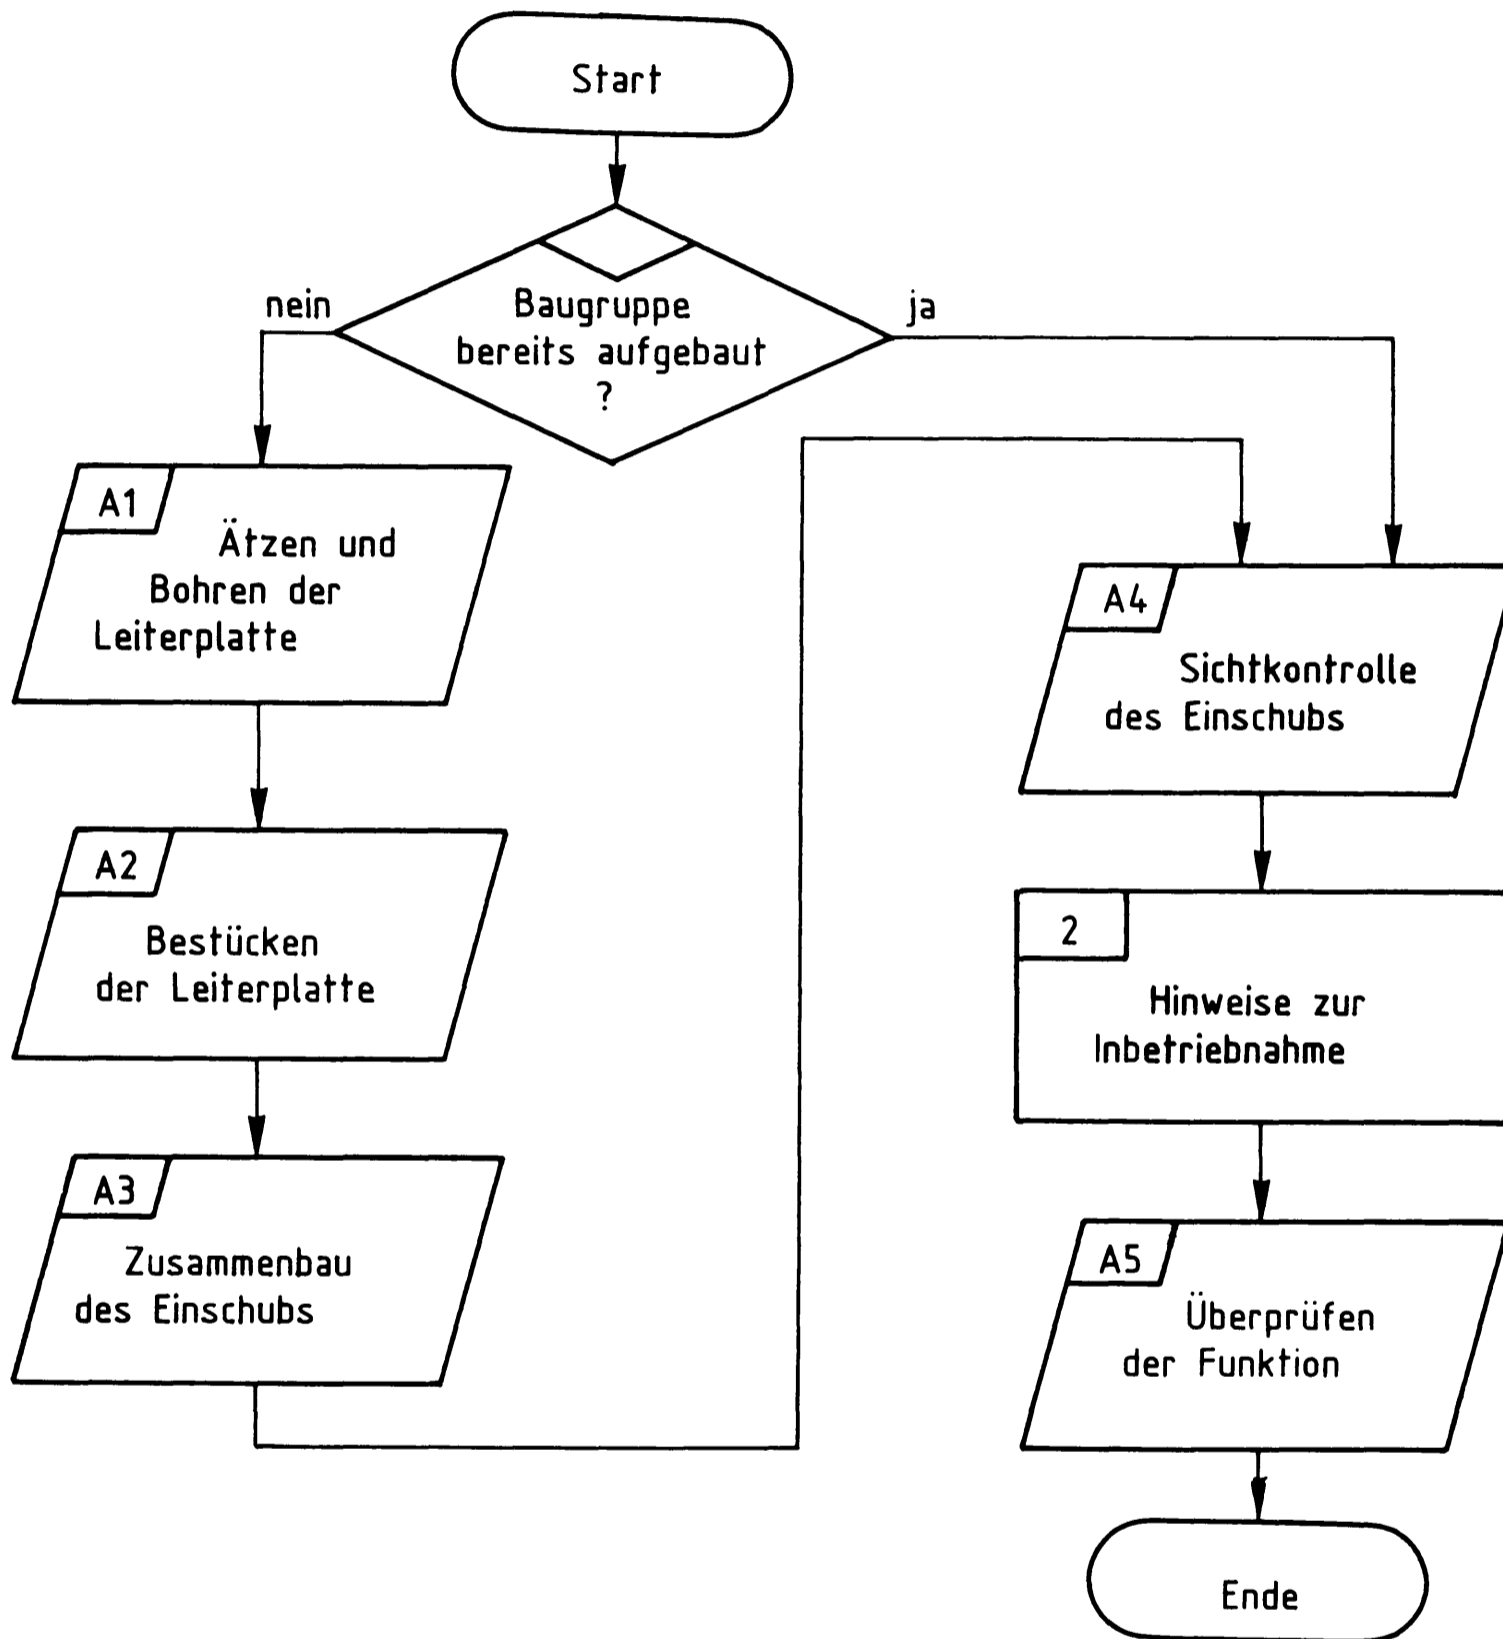 Start
nein
Baugruppe
bereits aufgebaut
?
ja
A1
Ätzen und
Bohren der
Leiterplatte
A2
Bestücken
der Leiterplatte
A3
Zusammenbau
des Einschubs
A4
Sichtkontrolle
des Einschubs
2
Hinweise zur
Inbetriebnahme
A5
Überprüfen
der Funktion
Ende